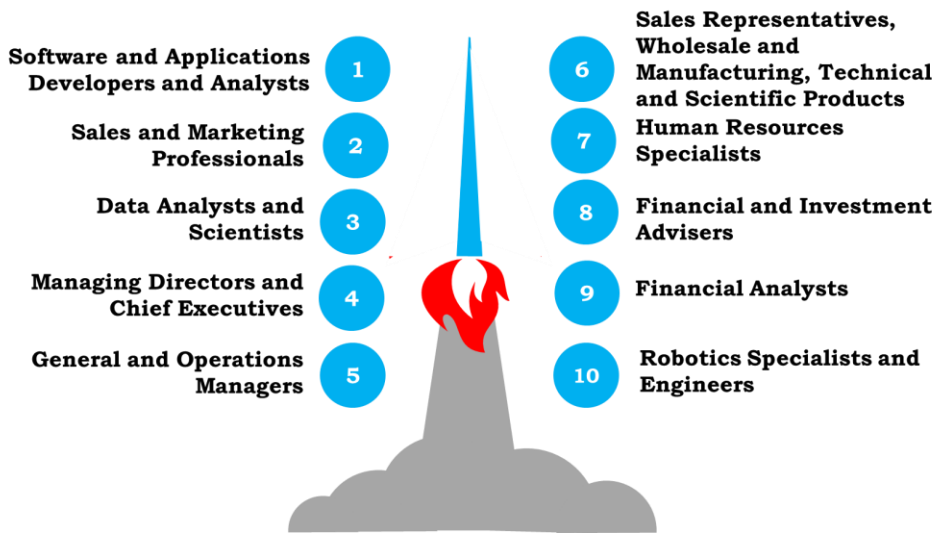 Software and Applications
Developers and Analysts
1
Sales and Marketing
Professionals
2
Data Analysts and
Scientists
3
Managing Directors and
Chief Executives
4
General and Operations
Managers
5
6
Sales Representatives,
Wholesale and
Manufacturing, Technical
and Scientific Products
7
Human Resources
Specialists
8
Financial and Investment
Advisers
9
Financial Analysts
10
Robotics Specialists and
Engineers